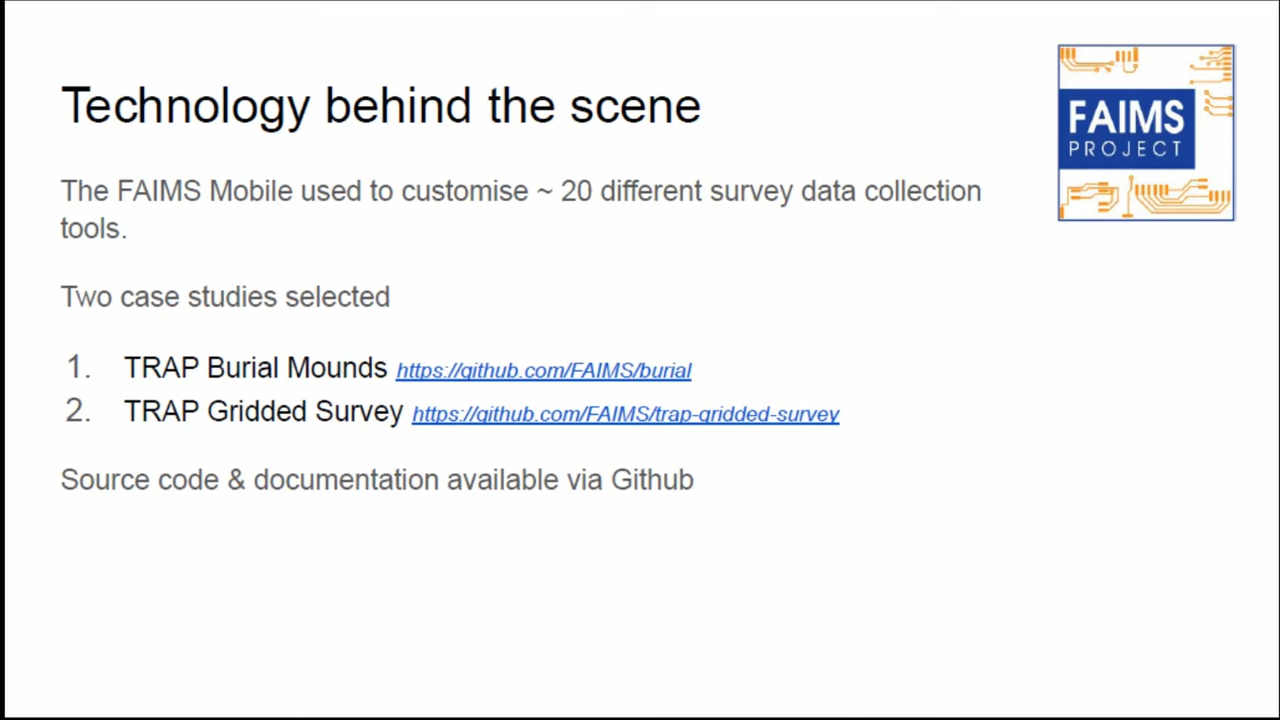 Technology behind the scene
FAIMS
PROJECT
The FAIMS Mobile used to customise ~ 20 different survey data collection
tools.
Two case studies selected
1. TRAP Burial Mounds https://github.com/FAIMS/burial
2. TRAP Gridded Survey https://github.com/FAIMS/trap-gridded-survey
Source code & documentation available via Github